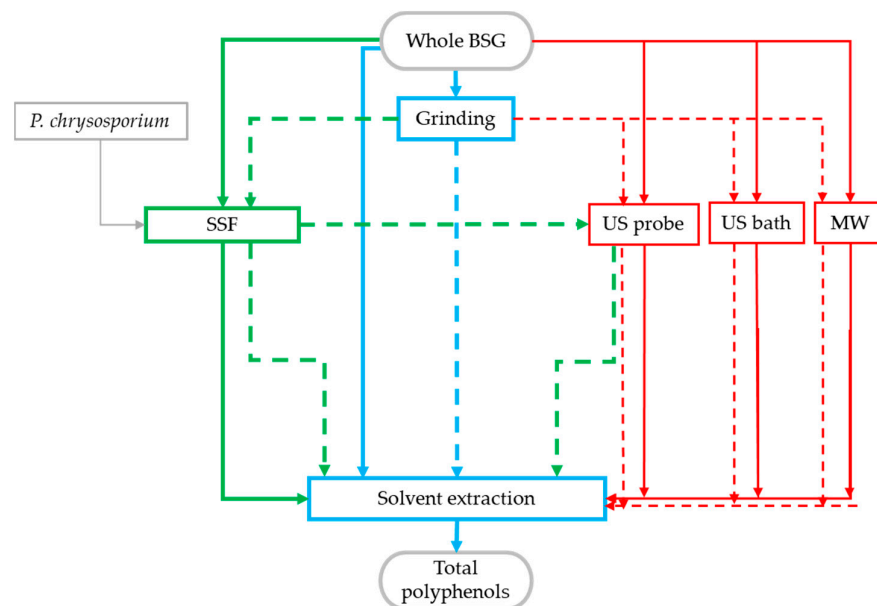 Whole BSG
P. chrysosporium
Grinding
SSF
US probe
US bath
MW
Solvent extraction
Total
polyphenols